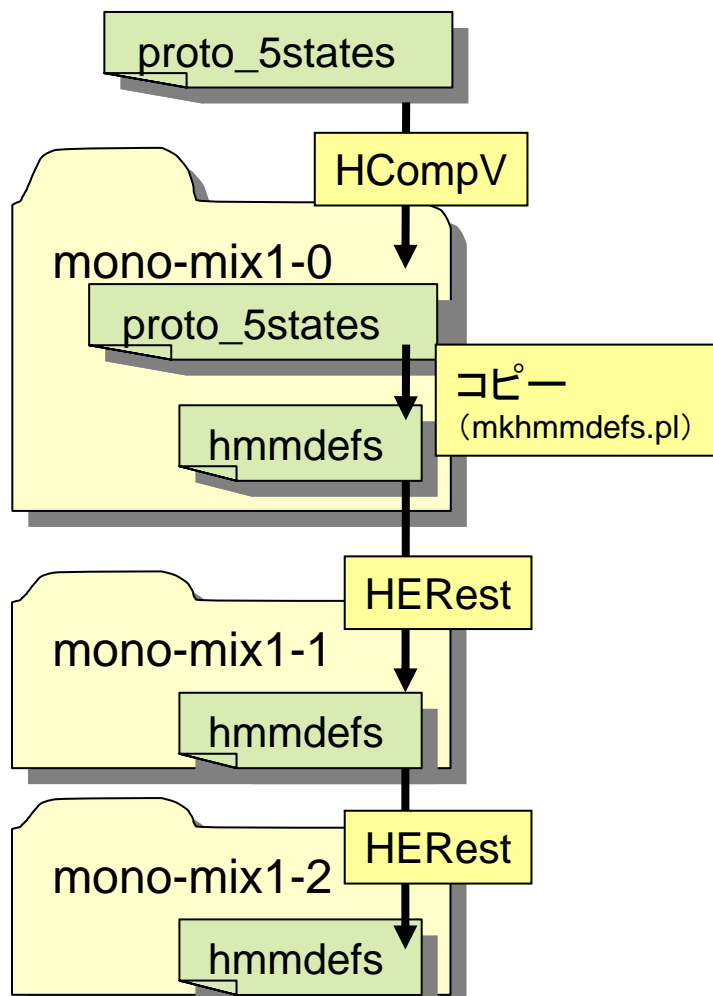 proto_5states
HCompV
mono-mix1-0
proto_5states
コピー
（mkhmmdefs.pl）
hmmdefs
HERest
mono-mix1-1
hmmdefs
HERest
mono-mix1-2
hmmdefs